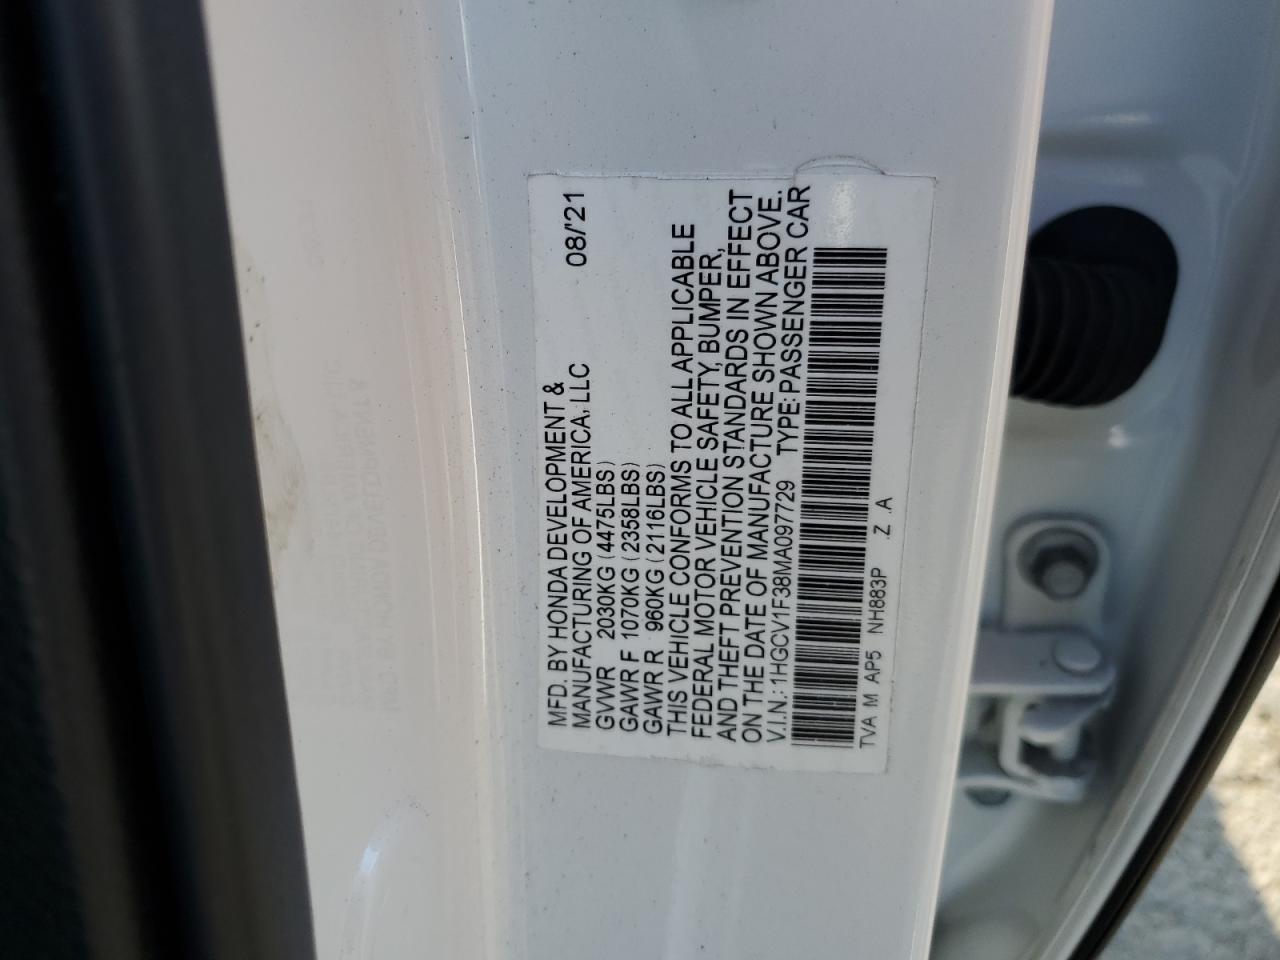 MFD. BY HONDA DEVELOPMENT &
MANUFACTURING OF AMERICA, LLC 08/'21
GVWR 2030KG (4475LBS)
GAWR F 1070KG (2358LBS)
GAWR R 960KG (2116LBS)
THIS VEHICLE CONFORMS TO ALL APPLICABLE
FEDERAL MOTOR VEHICLE SAFETY, BUMPER,
AND THEFT PREVENTION STANDARDS IN EFFECT
ON THE DATE OF MANUFACTURE SHOWN ABOVE.
V.I.N.: 1HGCV1F38MA097729 TYPE: PASSENGER CAR
TVA M AP5 NH883P .Z .A